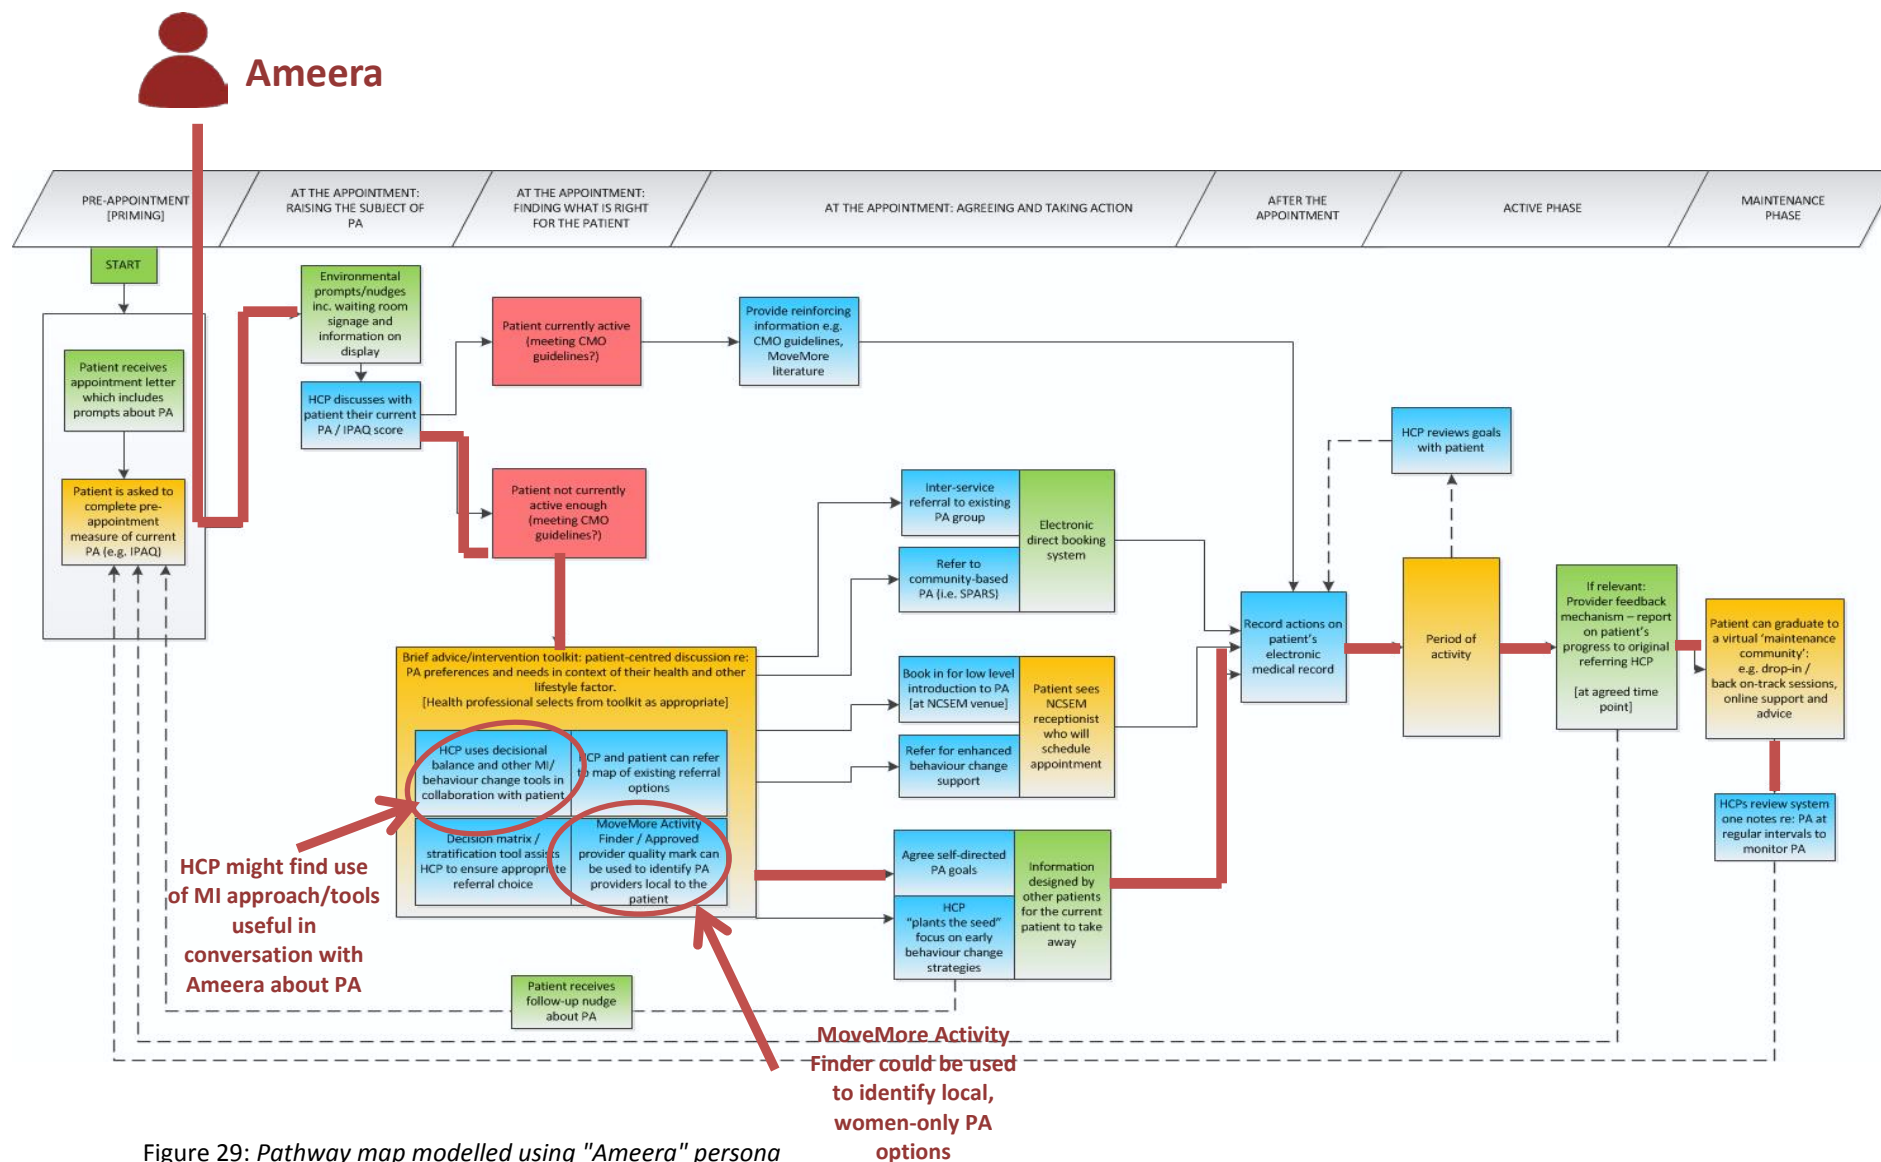 Ameera
PRE-APPOINTMENT
[PRIMING]
AT THE APPOINTMENT:
RAISING THE SUBJECT OF
PA
AT THE APPOINTMENT:
FINDING WHAT IS RIGHT
FOR THE PATIENT
AT THE APPOINTMENT: AGREEING AND TAKING ACTION
AFTER THE
APPOINTMENT
ACTIVE PHASE
MAINTENANCE
PHASE
START
Patient receives
appointment letter
which includes
prompts about PA
Patient is asked to
complete pre-
appointment
measure of current
PA (e.g. IPAQ)
Environmental
prompts/nudges
inc. waiting room
signage and
information on
display
HCP discusses with
patient their current
PA / IPAQ score
Patient currently active
(meeting CMO
guidelines?)
Patient not currently
active enough
(meeting CMO
guidelines?)
Provide reinforcing
information e.g.
CMO guidelines,
MoveMore
literature
Brief advice/intervention toolkit: patient-centred discussion re:
PA preferences and needs in context of their health and other
lifestyle factor.
[Health professional selects from toolkit as appropriate]
HCP uses decisional
balance and other MI/
behaviour change tools in
collaboration with patient
HCP and patient can refer
to map of existing referral
options
Decision matrix /
stratification tool assists
HCP to ensure appropriate
referral choice
MoveMore Activity
Finder / Approved
provider quality mark can
be used to identify PA
providers local to the
patient
Inter-service
referral to existing
PA group
Refer to
community-based
PA (i.e. SPARS)
Electronic
direct booking
system
Book in for low level
introduction to PA
[at NCSEM venue]
Refer for enhanced
behaviour change
support
Patient sees
NCSEM
receptionist
who will
schedule
appointment
Agree self-directed
PA goals
HCP
"plants the seed"
focus on early
behaviour change
strategies
Information
designed by
other patients
for the current
patient to take
away
Record actions on
patient's
electronic
medical record
HCP reviews goals
with patient
Period of
activity
If relevant:
Provider feedback
mechanism – report
on patient's
progress to original
referring HCP
[at agreed time
point]
Patient can graduate to
a virtual 'maintenance
community':
e.g. drop-in /
back on-track sessions,
online support and
advice
HCPs review system
one notes re: PA at
regular intervals to
monitor PA
Patient receives
follow-up nudge
about PA
HCP might find use
of MI approach/tools
useful in
conversation with
Ameera about PA
MoveMore Activity
Finder could be used
to identify local,
women-only PA
options
Figure 29: Pathway map modelled using "Ameera" persona